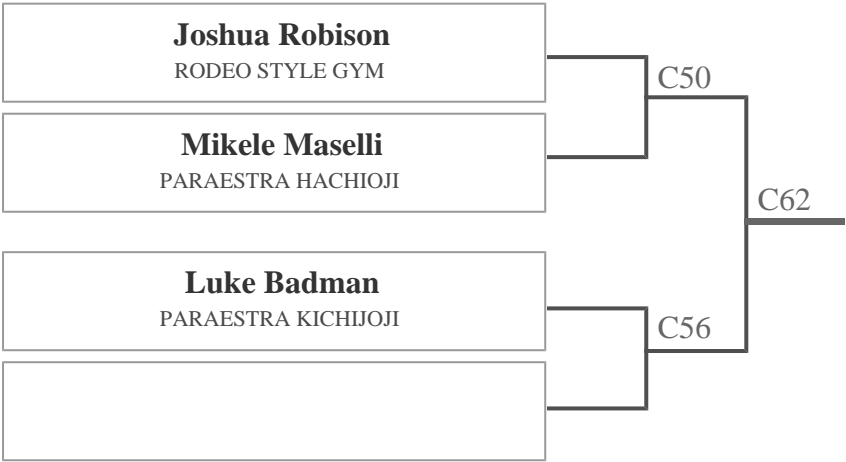 Joshua Robison
RODEO STYLE GYM
C50
Mikele Maselli
PARAESTRA HACHIOJI
C62
Luke Badman
PARAESTRA KICHIJOJI
C56